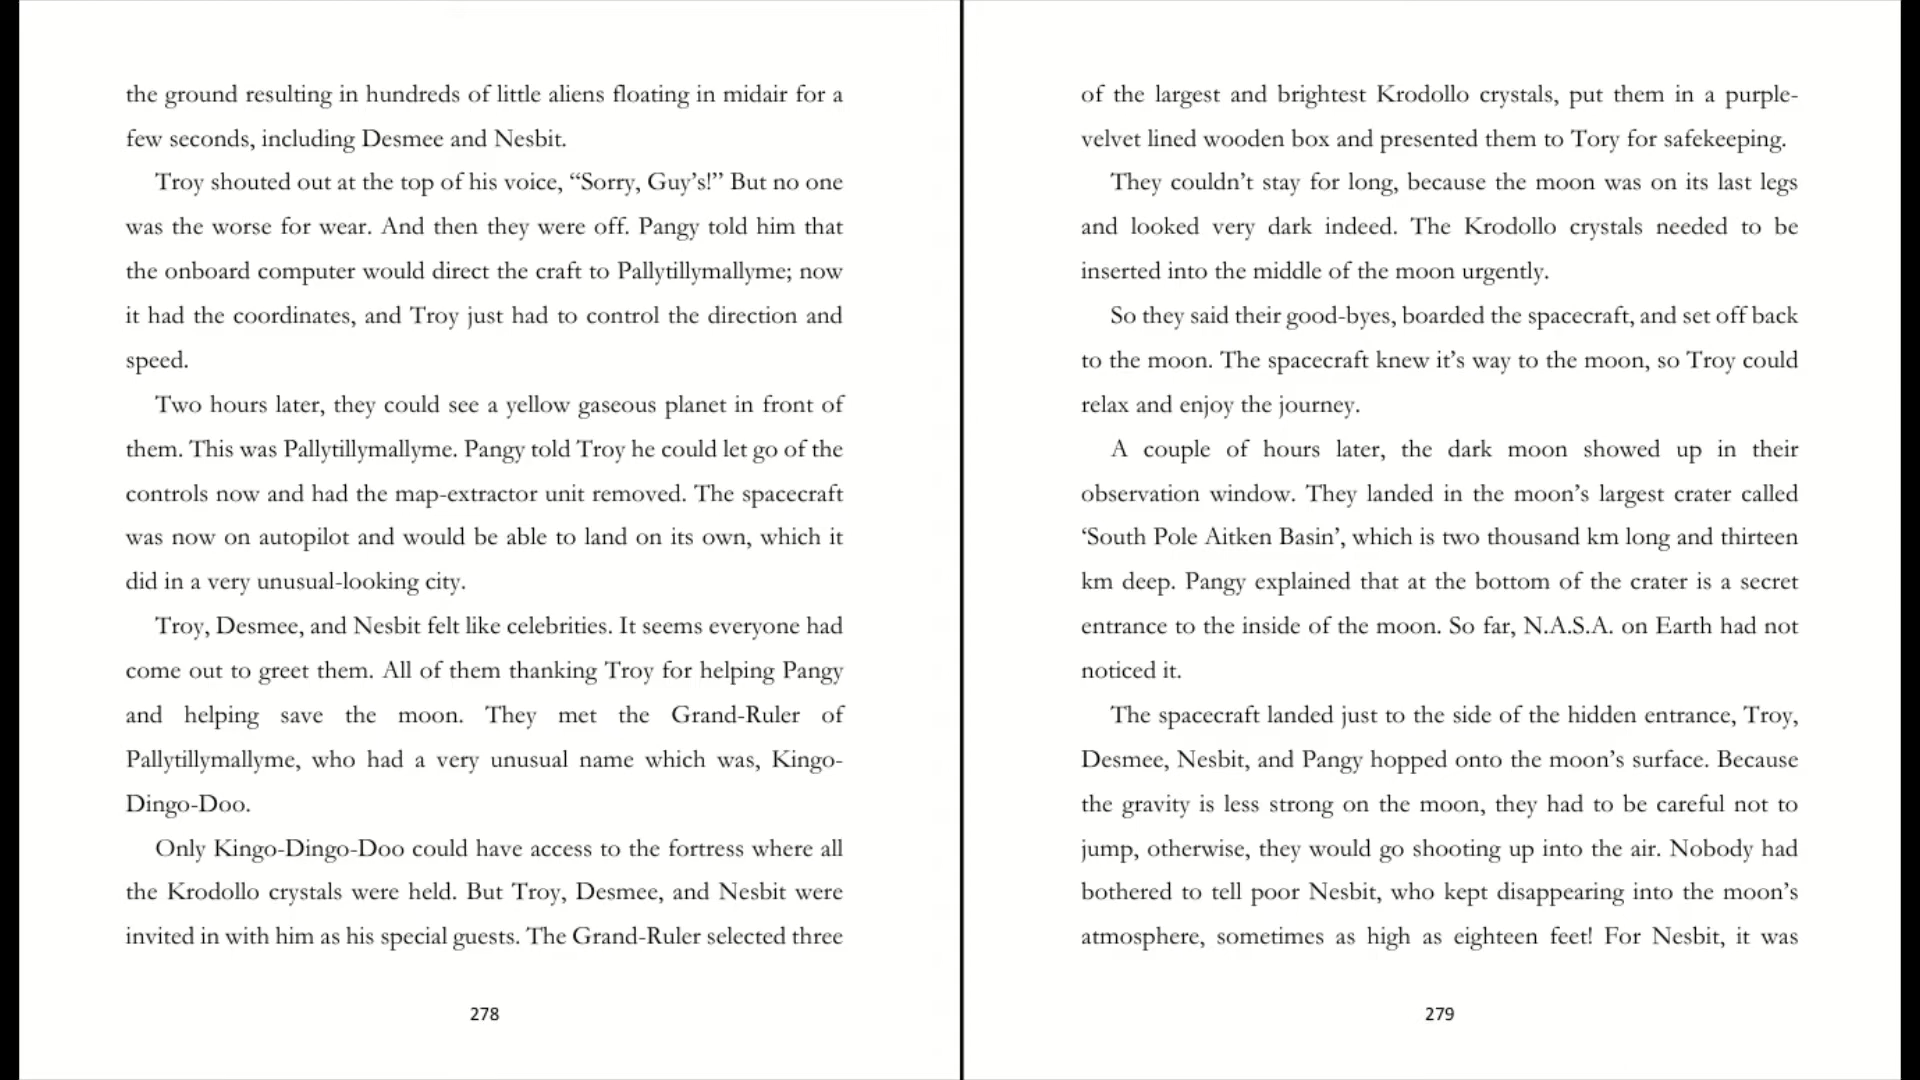 the ground resulting in hundreds of little aliens floating in midair for a
few seconds, including Desmee and Nesbit.
Troy shouted out at the top of his voice, “Sorry, Guy’s!” But no one
was the worse for wear. And then they were off. Pangy told him that
the onboard computer would direct the craft to Pallytillymallyme; now
it had the coordinates, and Troy just had to control the direction and
speed.
Two hours later, they could see a yellow gaseous planet in front of
them. This was Pallytillymallyme. Pangy told Troy he could let go of the
controls now and had the map-extractor unit removed. The spacecraft
was now on autopilot and would be able to land on its own, which it
did in a very unusual-looking city.
Troy, Desmee, and Nesbit felt like celebrities. It seems everyone had
come out to greet them. All of them thanking Troy for helping Pangy
and helping save the moon. They met the Grand-Ruler of
Pallytillymallyme, who had a very unusual name which was, Kingo-
Dingo-Doo.
Only Kingo-Dingo-Doo could have access to the fortress where all
the Krodollo crystals were held. But Troy, Desmee, and Nesbit were
invited in with him as his special guests. The Grand-Ruler selected three
278
of the largest and brightest Krodollo crystals, put them in a purple-
velvet lined wooden box and presented them to Tory for safekeeping.
They couldn’t stay for long, because the moon was on its last legs
and looked very dark indeed. The Krodollo crystals needed to be
inserted into the middle of the moon urgently.
So they said their good-byes, boarded the spacecraft, and set off back
to the moon. The spacecraft knew it’s way to the moon, so Troy could
relax and enjoy the journey.
A couple of hours later, the dark moon showed up in their
observation window. They landed in the moon’s largest crater called
‘South Pole Aitken Basin’, which is two thousand km long and thirteen
km deep. Pangy explained that at the bottom of the crater is a secret
entrance to the inside of the moon. So far, N.A.S.A. on Earth had not
noticed it.
The spacecraft landed just to the side of the hidden entrance, Troy,
Desmee, Nesbit, and Pangy hopped onto the moon’s surface. Because
the gravity is less strong on the moon, they had to be careful not to
jump, otherwise, they would go shooting up into the air. Nobody had
bothered to tell poor Nesbit, who kept disappearing into the moon’s
atmosphere, sometimes as high as eighteen feet! For Nesbit, it was
279